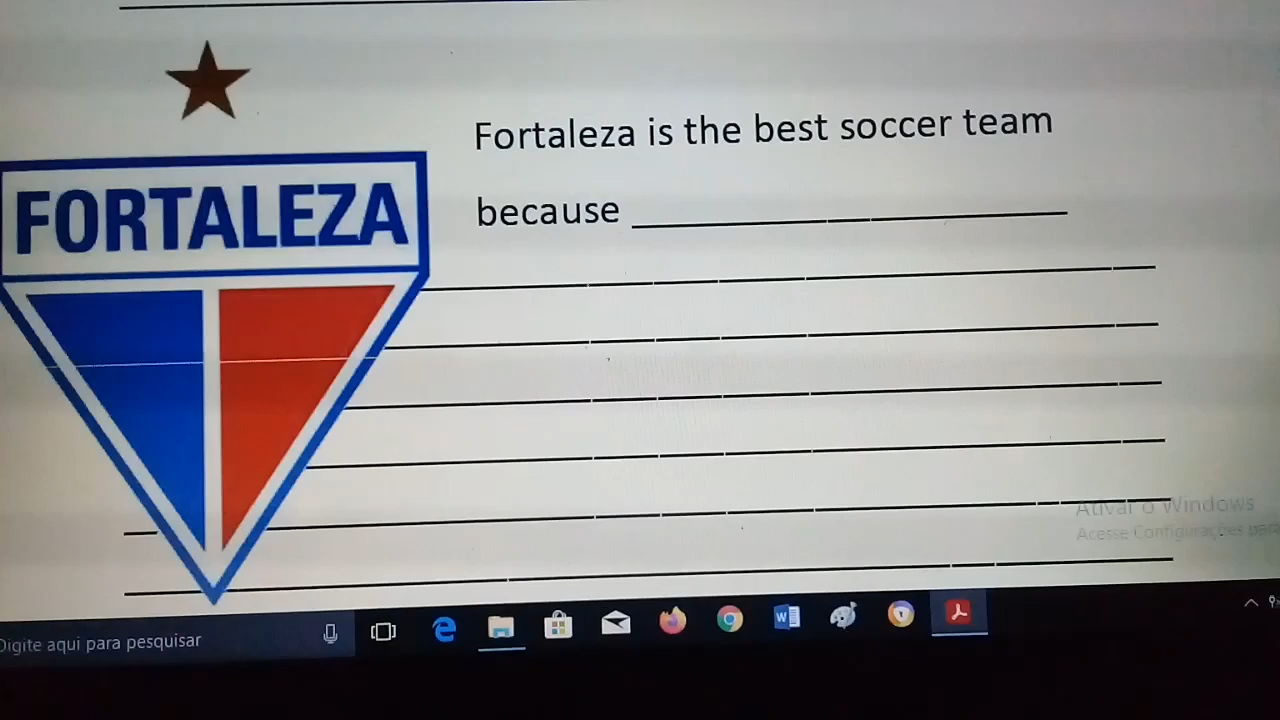 Fortaleza is the best soccer team
because
FORTALEZA
Ativar o Windows
Acesse Configurações para
Digite aqui para pesquisar